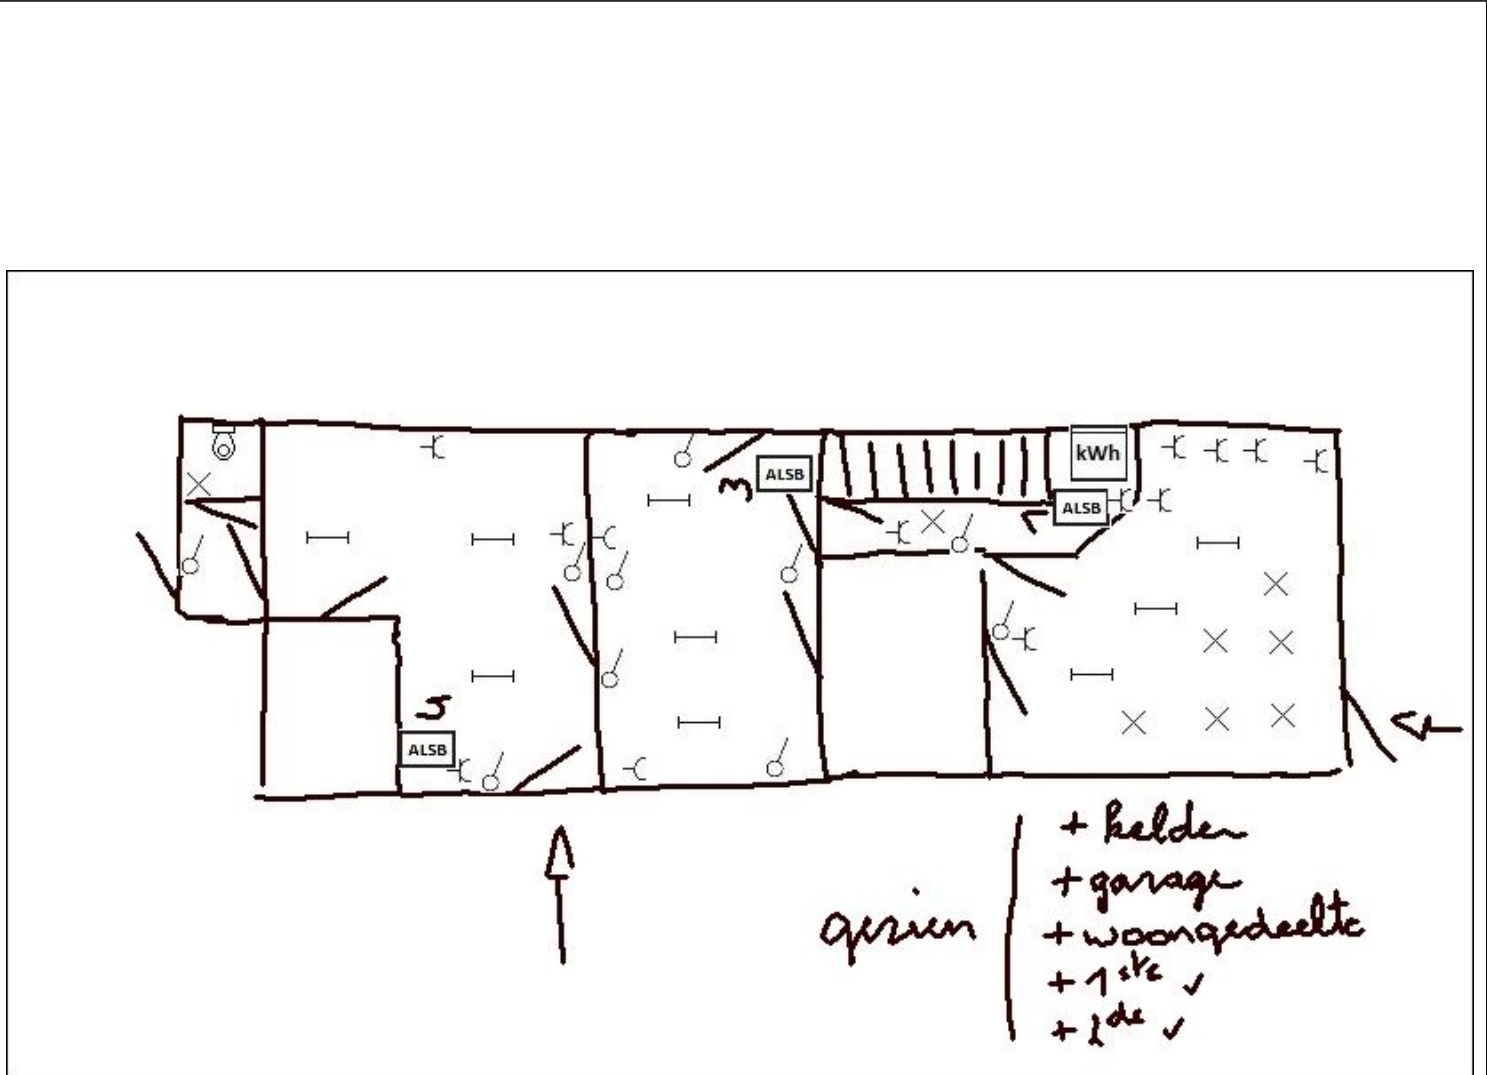 kWh
ALSB
3
ALSB
5
ALSB
+ kelder
+ garage
gezien
+ woongedeelte
+ 1ste ✓
+ 2de ✓